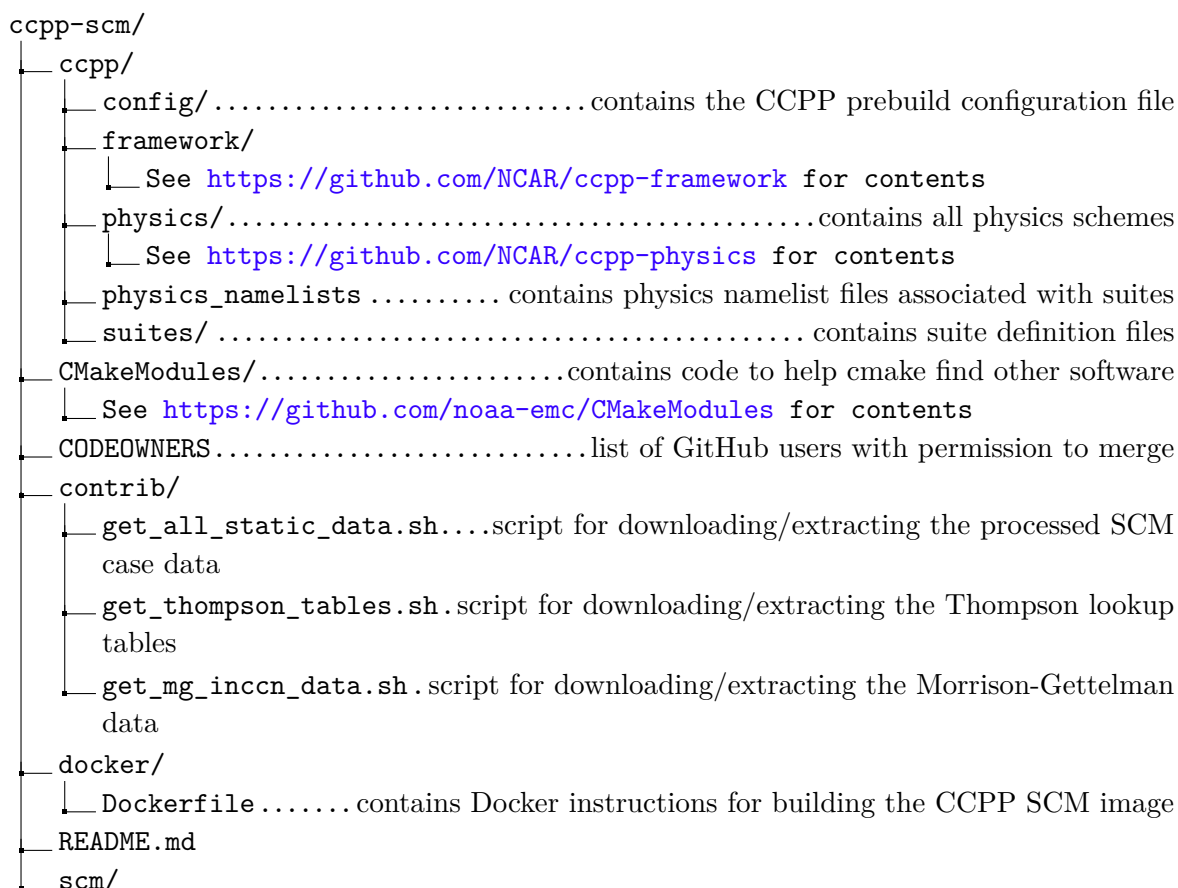 ccpp-scm/
ccpp/
config/............................contains the CCPP prebuild configuration file
framework/
See https://github.com/NCAR/ccpp-framework for contents
physics/............................................contains all physics schemes
See https://github.com/NCAR/ccpp-physics for contents
physics_namelists .......... contains physics namelist files associated with suites
suites/ ............................................ contains suite definition files
CMakeModules/.......................contains code to help cmake find other software
See https://github.com/noaa-emc/CMakeModules for contents
CODEOWNERS............................list of GitHub users with permission to merge
contrib/
get_all_static_data.sh....script for downloading/extracting the processed SCM
case data
get_thompson_tables.sh.script for downloading/extracting the Thompson lookup
tables
get_mg_inccn_data.sh.script for downloading/extracting the Morrison-Gettelman
data
docker/
Dockerfile.......contains Docker instructions for building the CCPP SCM image
README.md
scm/